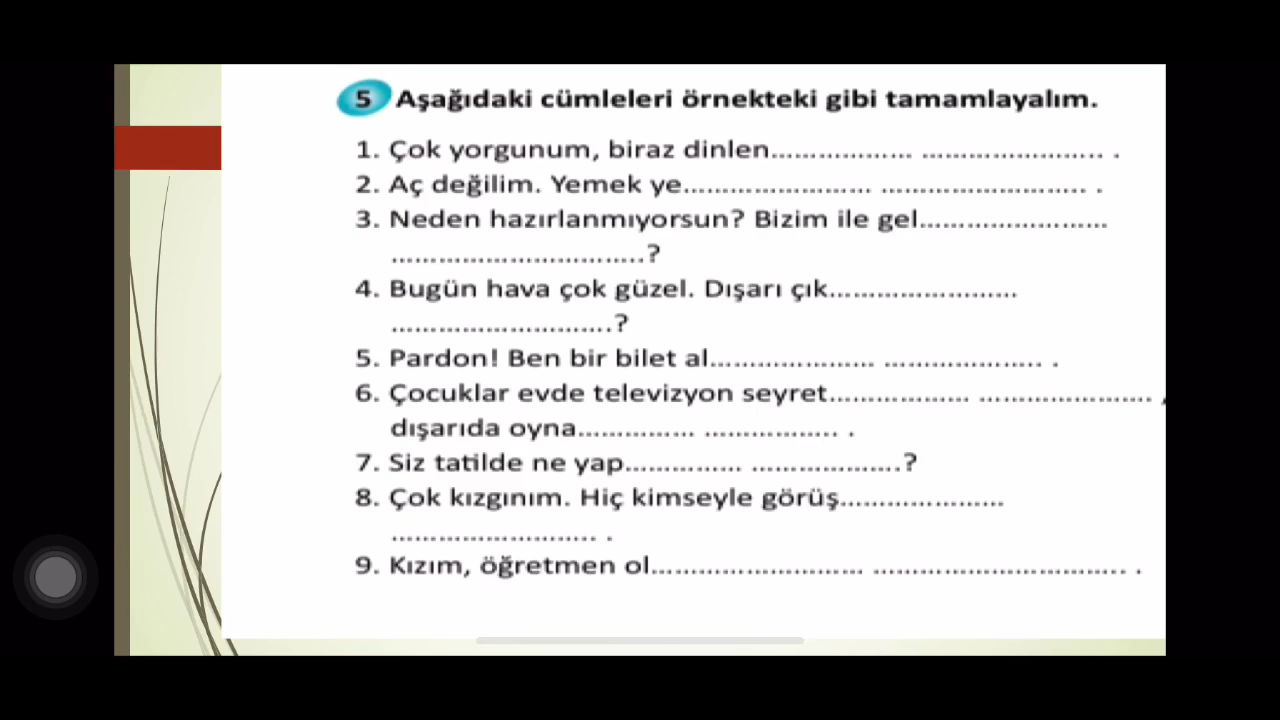 5 Aşağıdaki cümleleri örnekteki gibi tamamlayalım.
1. Çok yorgunum, biraz dinlen.................. ....................... .
2. Aç değilim. Yemek ye........................ .......................... .
3. Neden hazırlanmıyorsun? Bizim ile gel........................
................................?
4. Bugün hava çok güzel. Dışarı çık........................
............................?
5. Pardon! Ben bir bilet al..................... .................... .
6. Çocuklar evde televizyon seyret.................. ...................... ,
dışarıda oyna............... ................. .
7. Siz tatilde ne yap............... ...................?
8. Çok kızgınım. Hiç kimseyle görüş.....................
.......................... .
9. Kızım, öğretmen ol........................... ................................ .